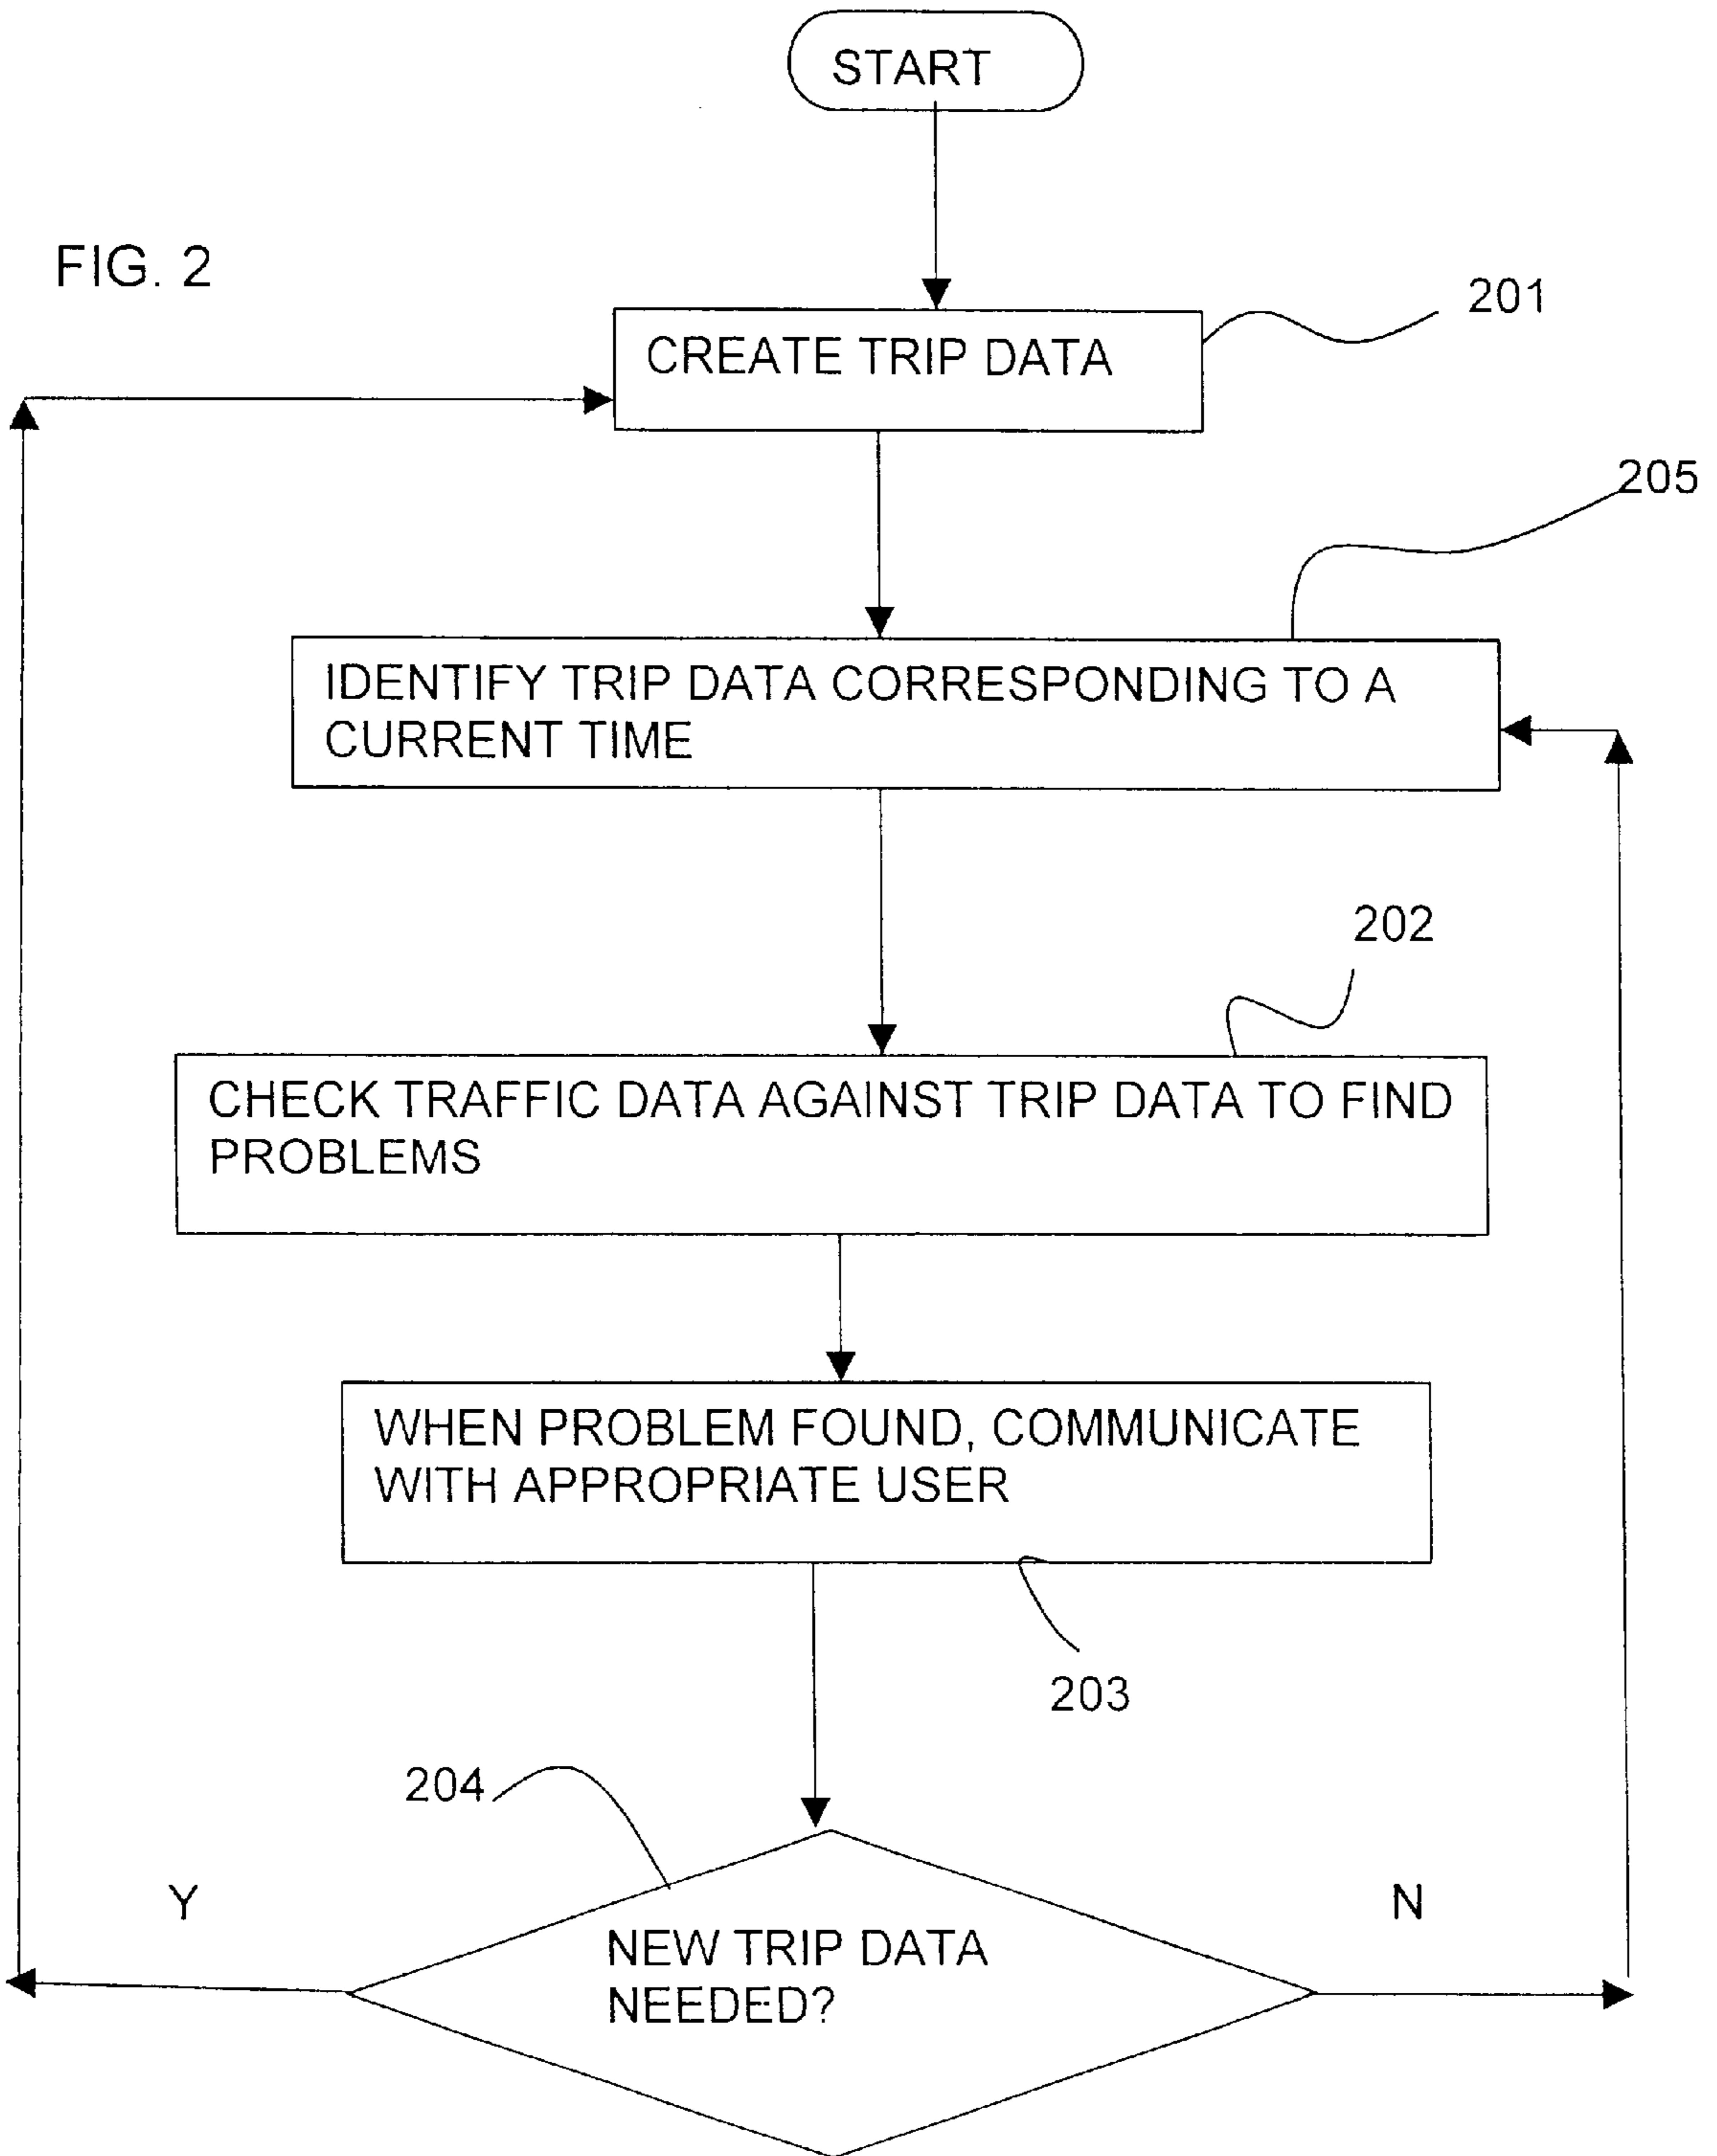 START
FIG. 2
201
CREATE TRIP DATA
205
IDENTIFY TRIP DATA CORRESPONDING TO A
CURRENT TIME
202
CHECK TRAFFIC DATA AGAINST TRIP DATA TO FIND
PROBLEMS
WHEN PROBLEM FOUND, COMMUNICATE
WITH APPROPRIATE USER
203
204
Y
N
NEW TRIP DATA
NEEDED?